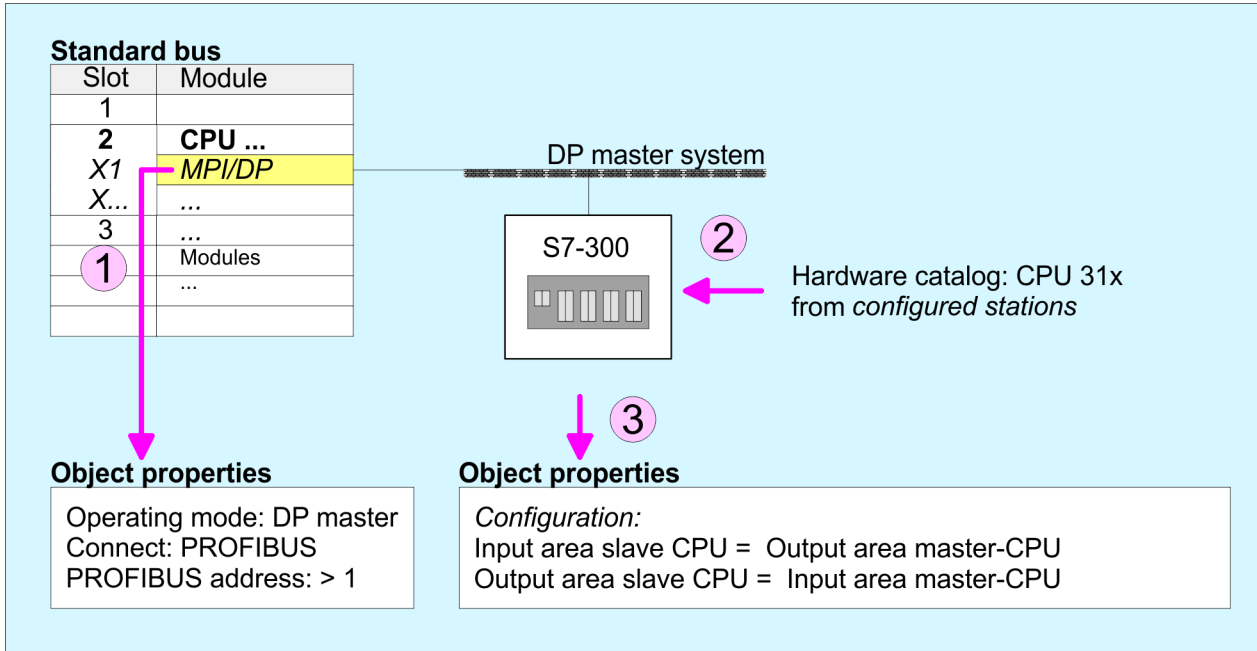 Standard bus
Slot Module
1
2 CPU ...
X1 MPI/DP
X... ...
3 ...
Modules
...
1
DP master system
S7-300
2
Hardware catalog: CPU 31x
from configured stations
3
Object properties
Operating mode: DP master
Connect: PROFIBUS
PROFIBUS address: > 1
Object properties
Configuration:
Input area slave CPU = Output area master-CPU
Output area slave CPU = Input area master-CPU